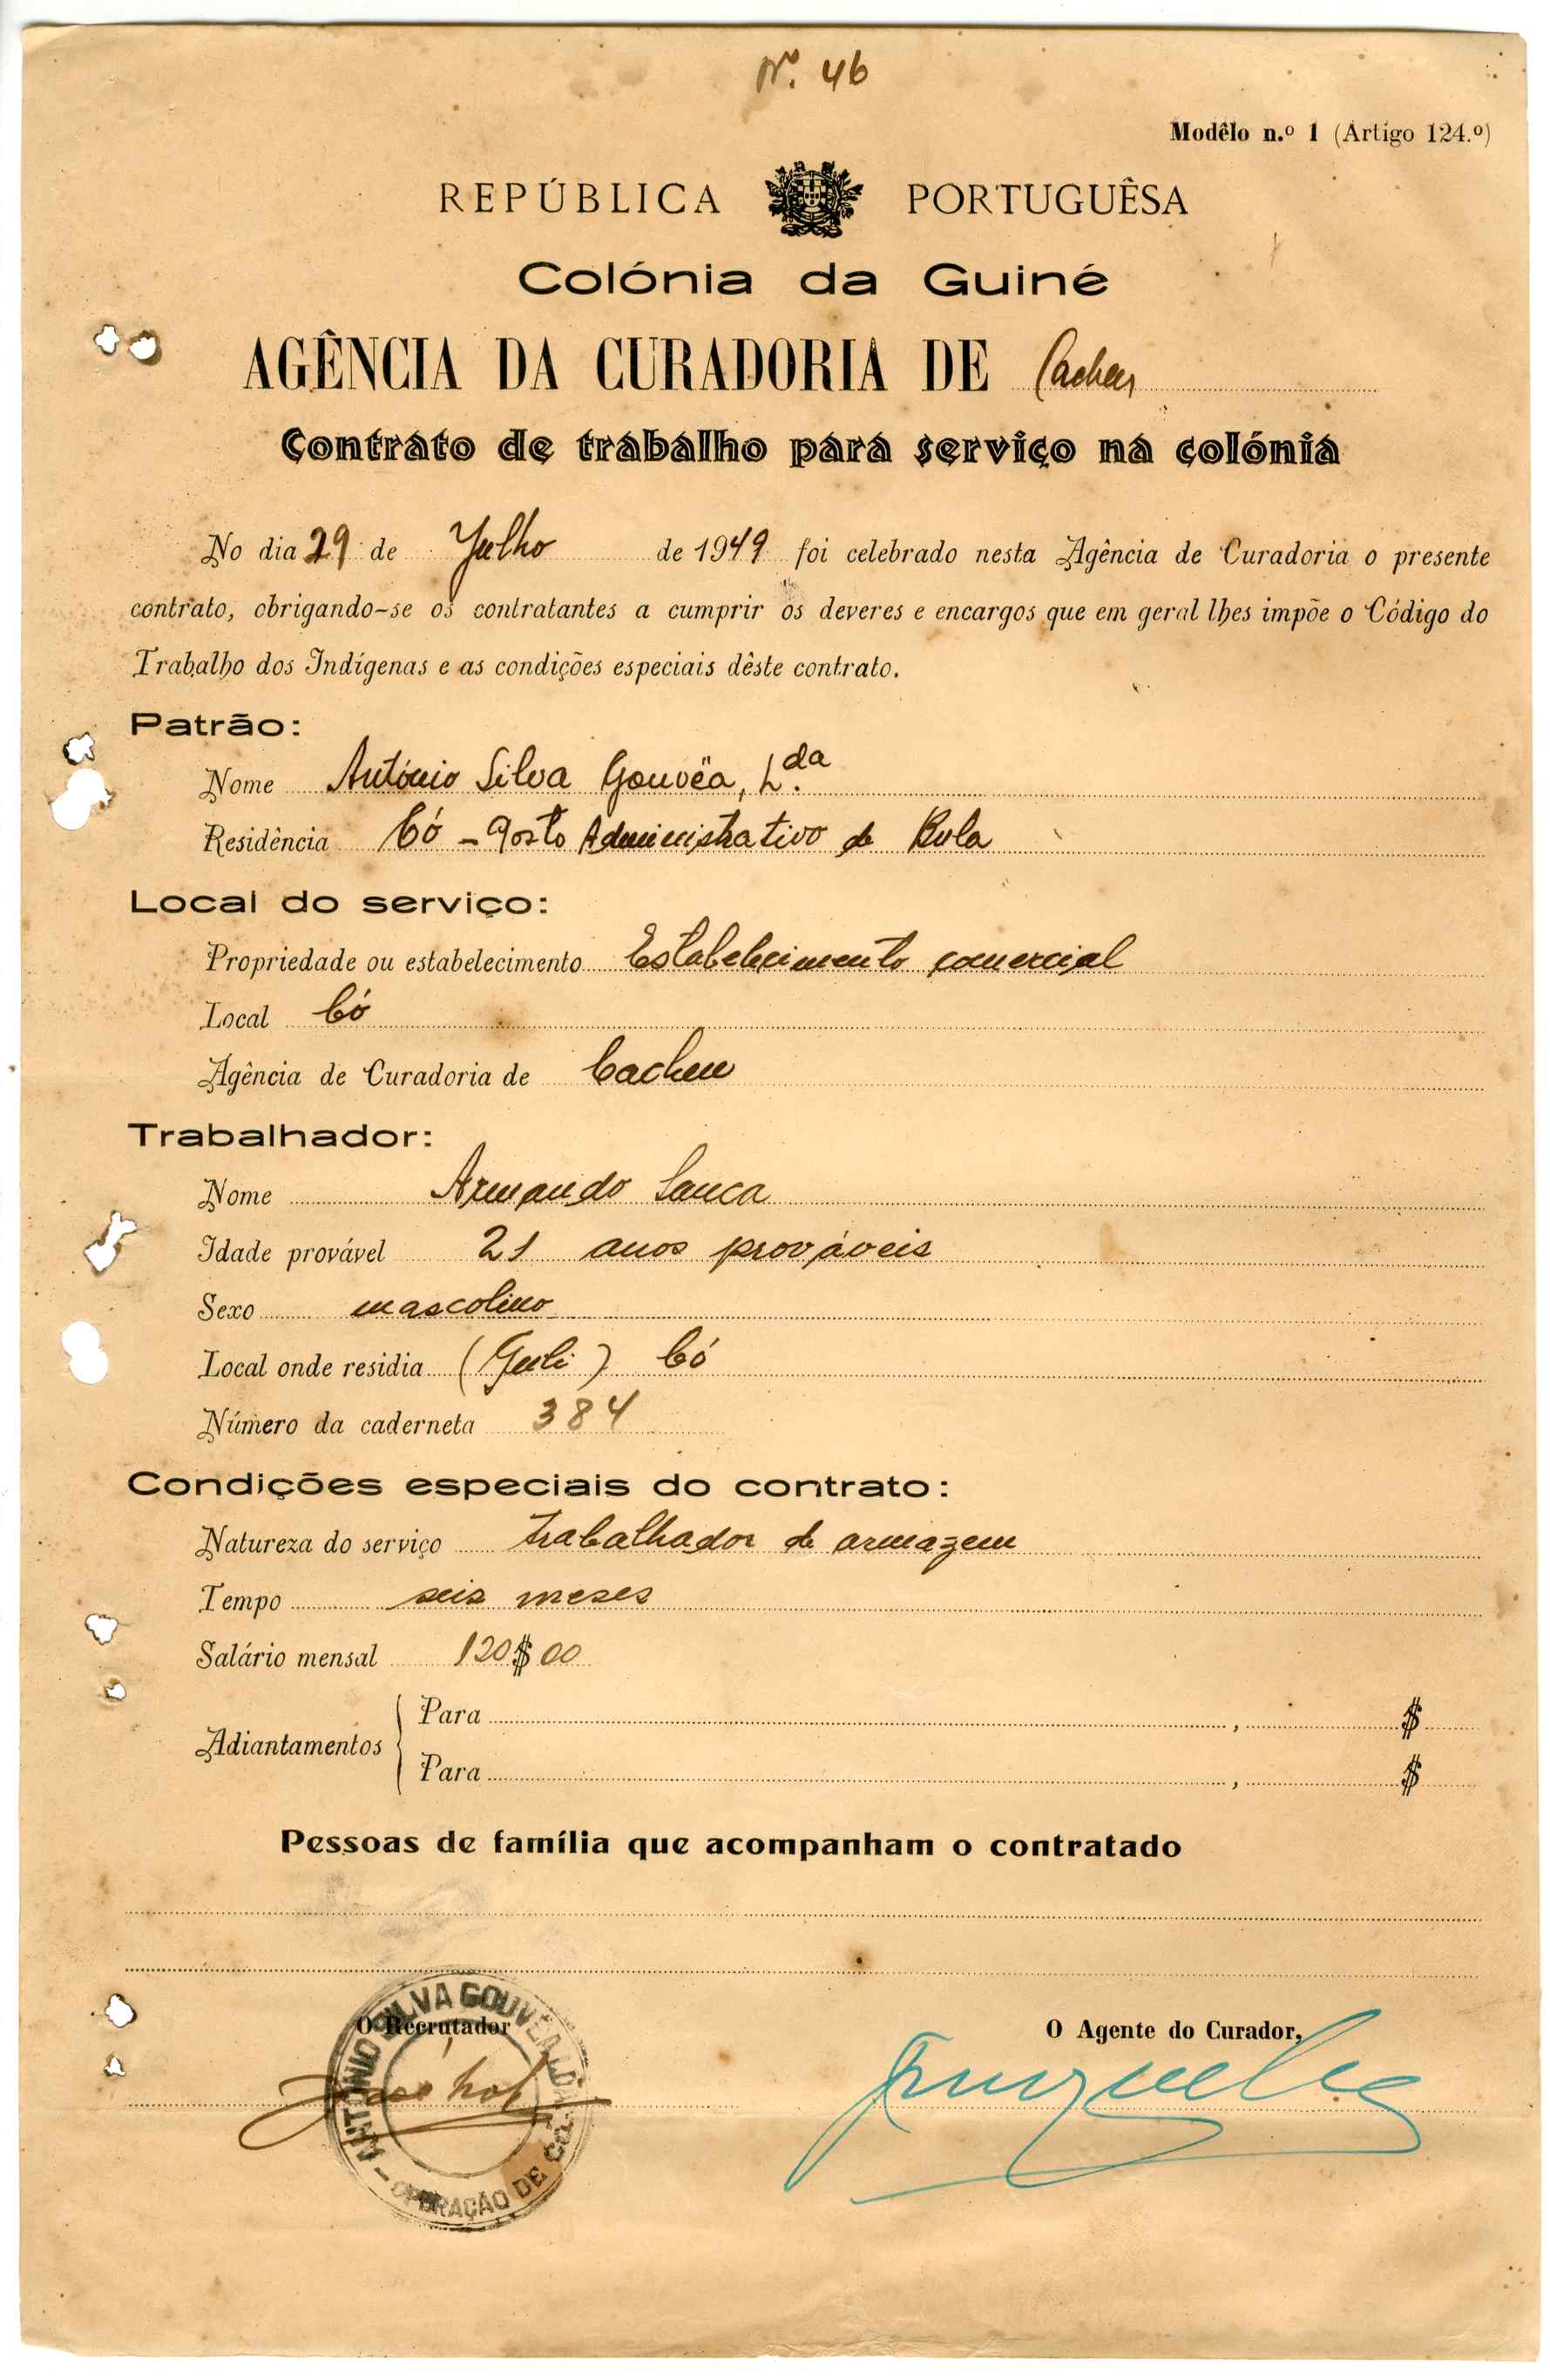 Nº. 46
Modêlo n.º 1 (Artigo 124.º)
REPÚBLICA PORTUGUÊSA
Colónia da Guiné
AGÊNCIA DA CURADORIA DE Cacheu
Contrato de trabalho para serviço na colónia
No dia 29 de Julho de 1949 foi celebrado nesta Agência de Curadoria o presente
contrato, obrigando-se os contratantes a cumprir os deveres e encargos que em geral lhes impõe o Código do
Trabalho dos Indígenas e as condições especiais dêste contrato.
Patrão:
Nome António Silva Gouvêa, L.da
Residência Có - Posto Administrativo de Bula
Local do serviço:
Propriedade ou estabelecimento Estabelecimento comercial
Local Có
Agência de Curadoria de Cacheu
Trabalhador:
Nome Armando Sanca
Idade provável 21 anos prováveis
Sexo mascolino
Local onde residia ( ) Có
Número da caderneta 384
Condições especiais do contrato:
Natureza do serviço trabalhador de armazem
Tempo seis meses
Salário mensal 120$00
Adiantamentos
Para , $
Para , $
Pessoas de família que acompanham o contratado
O Recrutador
O Agente do Curador,
ANTÓNIO SILVA GOUVEA, LDA. - OPERAÇÃO DE CÓ